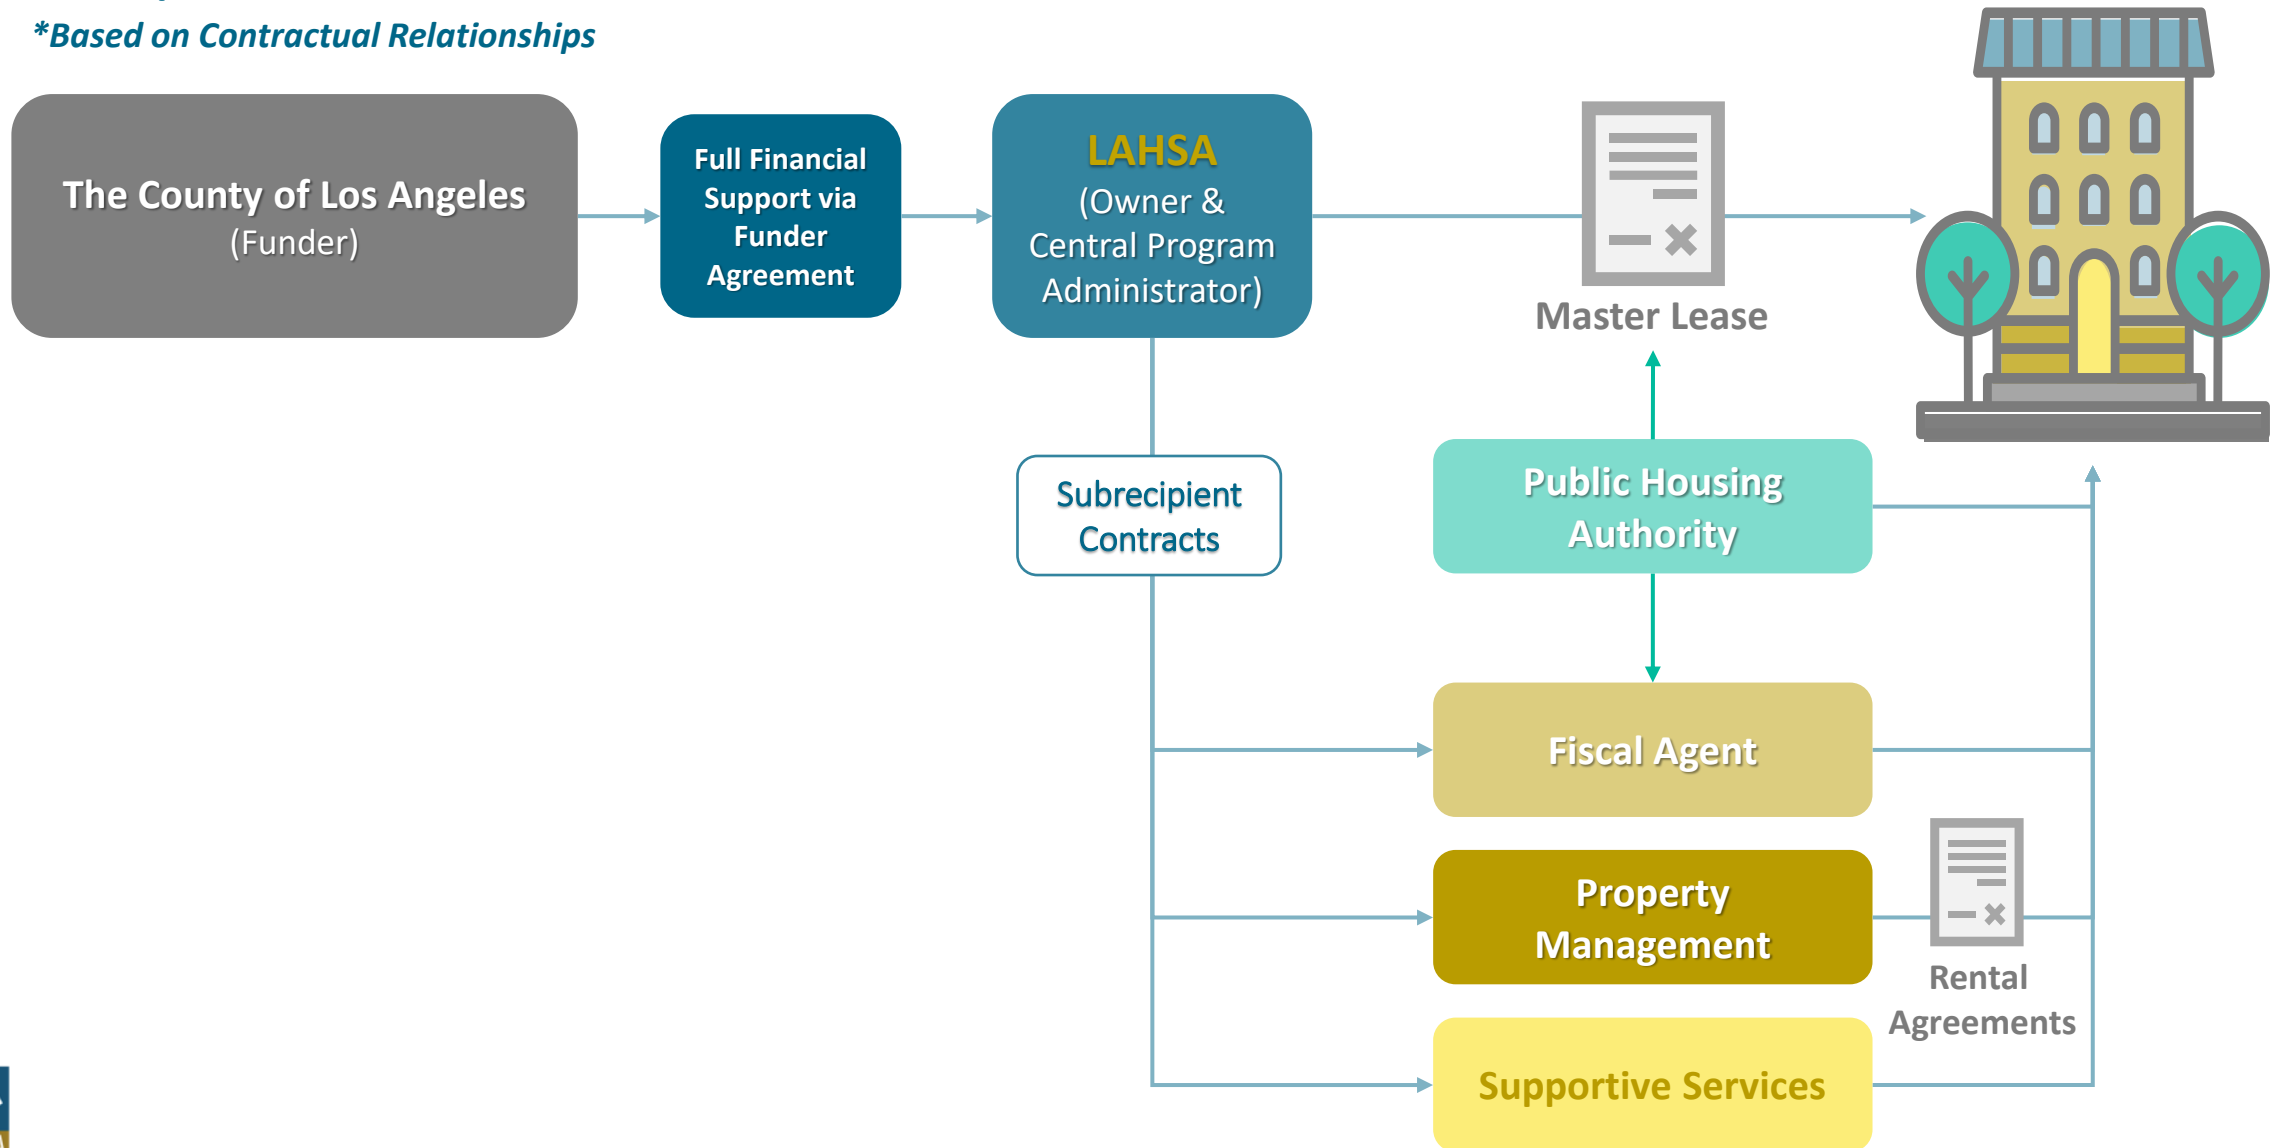 *Based on Contractual Relationships
The County of Los Angeles
(Funder)
Full Financial
Support via
Funder
Agreement
LAHSA
(Owner &
Central Program
Administrator)
Master Lease
Subrecipient
Contracts
Public Housing
Authority
Fiscal Agent
Property
Management
Rental
Agreements
Supportive Services